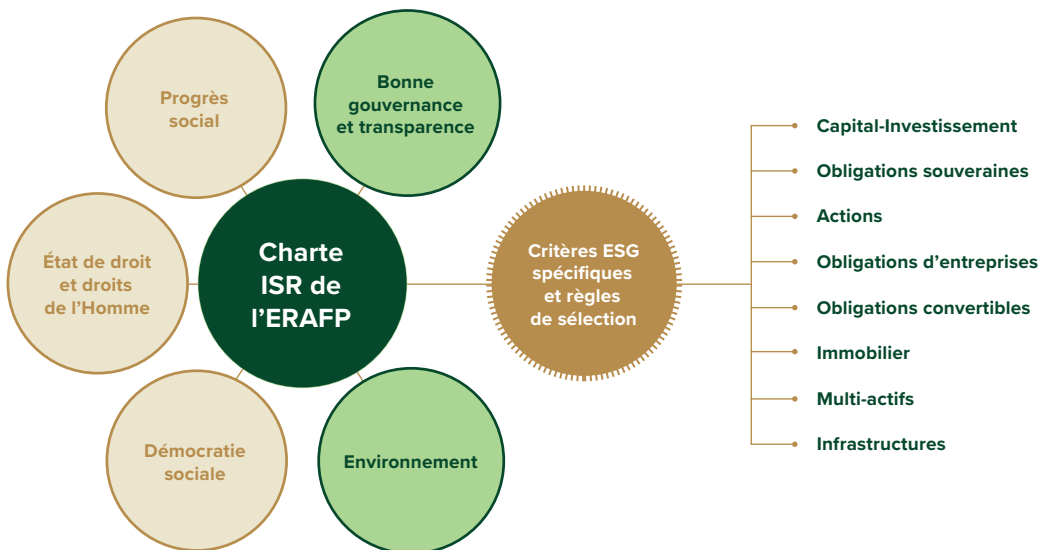 Progrès
social
Bonne
gouvernance
et transparence
État de droit
et droits
de l’Homme
Charte
ISR de
l’ERAFP
Démocratie
sociale
Environnement
Critères ESG
spécifiques
et règles
de sélection
Capital-Investissement
Obligations souveraines
Actions
Obligations d’entreprises
Obligations convertibles
Immobilier
Multi-actifs
Infrastructures